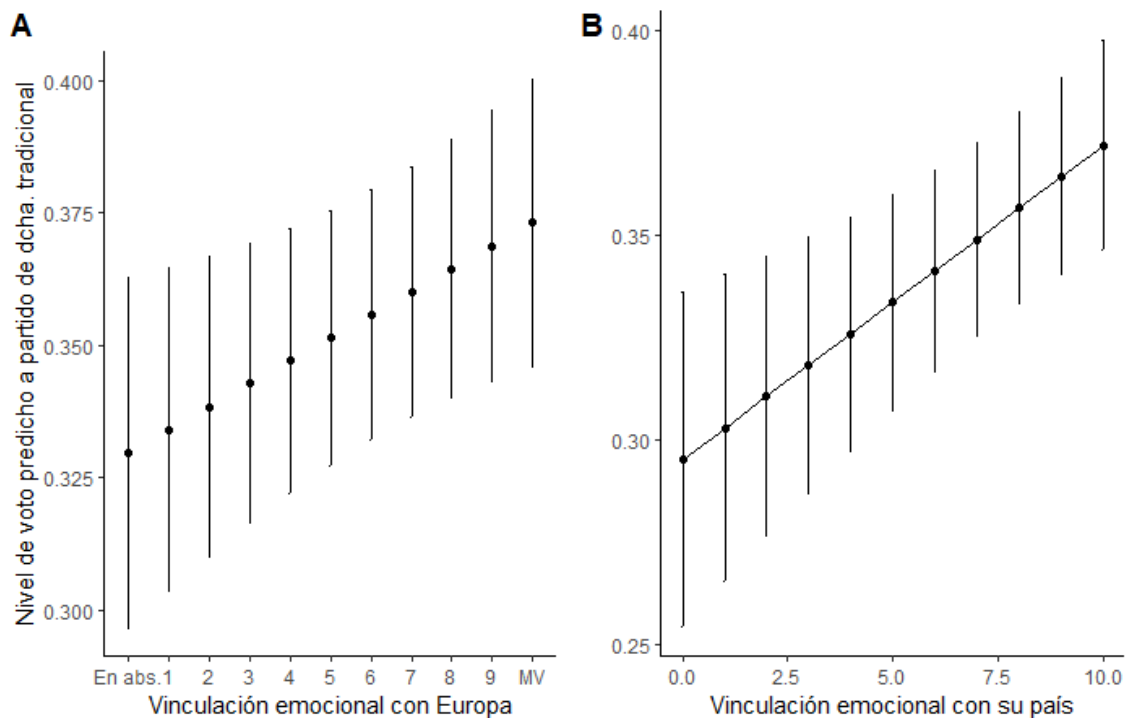 A
Nivel de voto predicho a partido de dcha. tradicional
0.400
0.375
0.350
0.325
0.300
En abs. 1 2 3 4 5 6 7 8 9 MV
Vinculación emocional con Europa
B
0.40
0.35
0.30
0.25
0.0 2.5 5.0 7.5 10.0
Vinculación emocional con su país